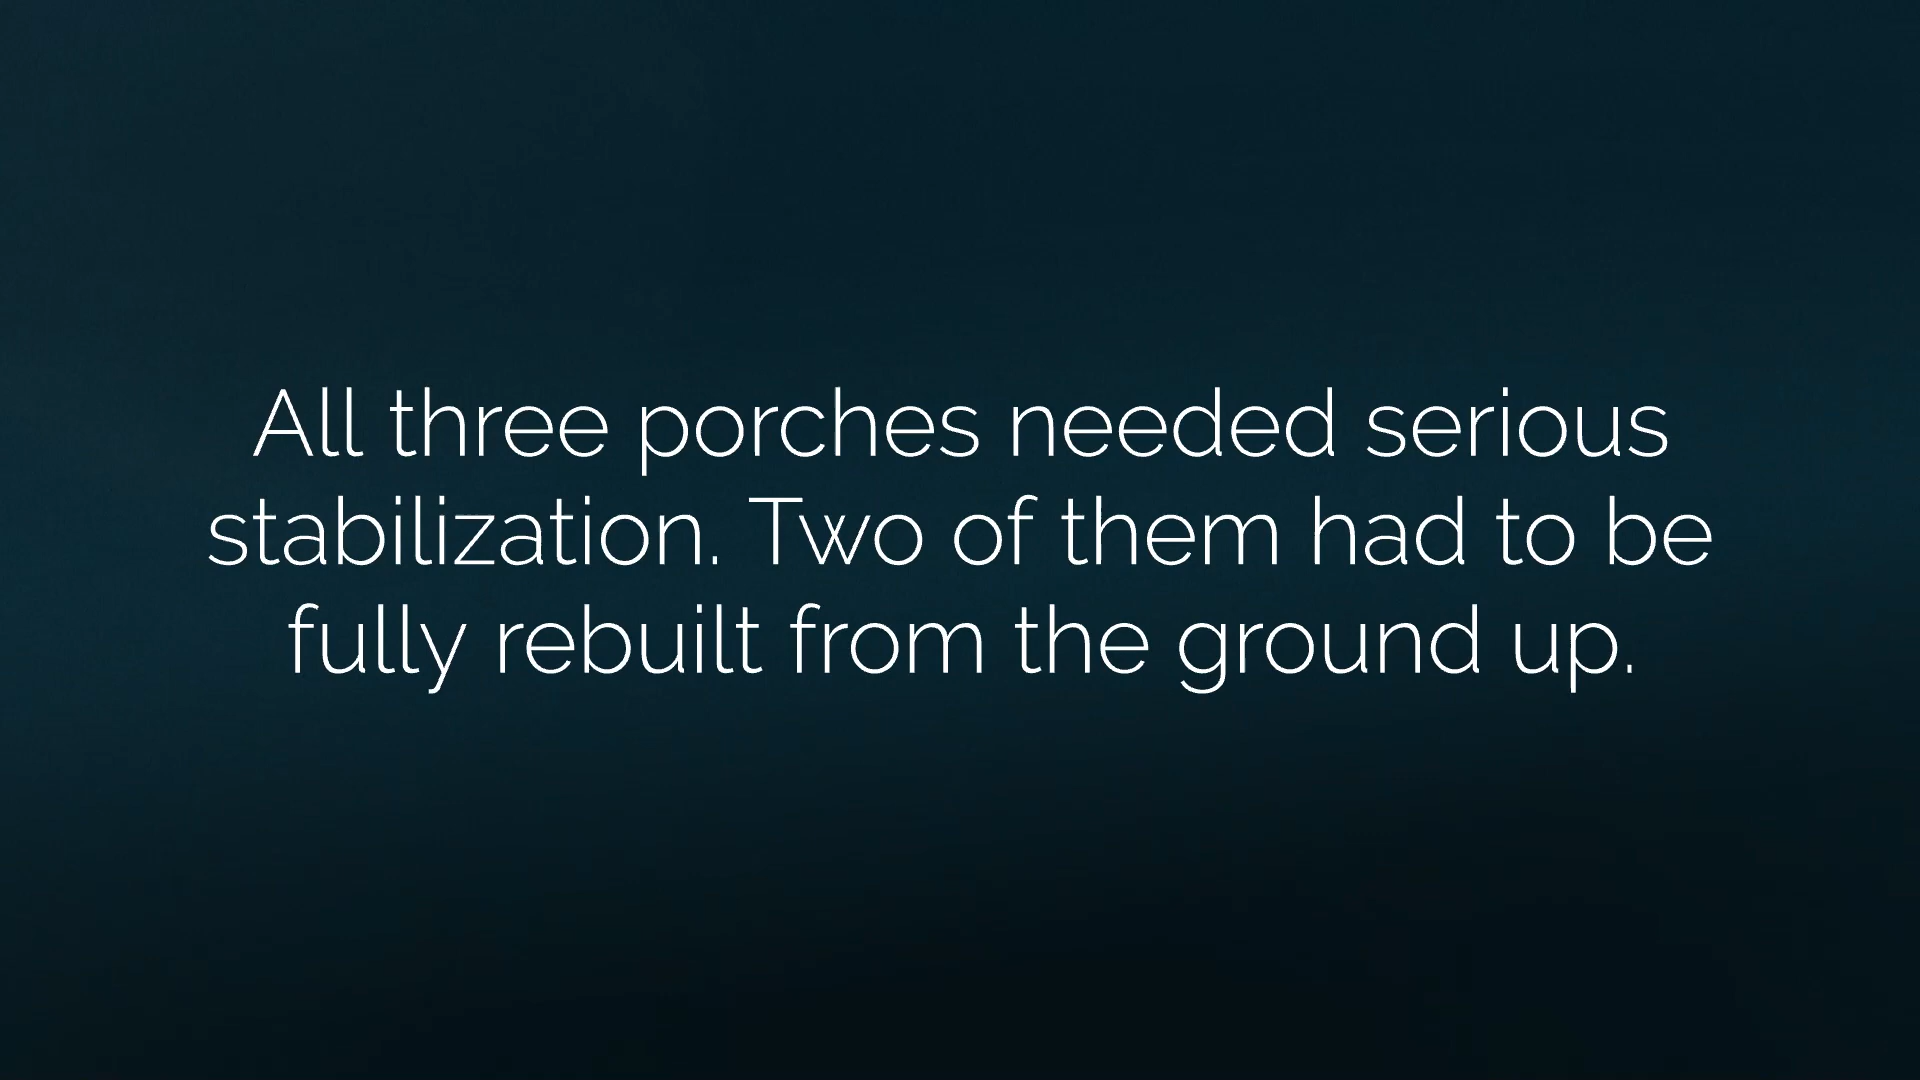 All three porches needed serious
stabilization. Two of them had to be
fully rebuilt from the ground up.